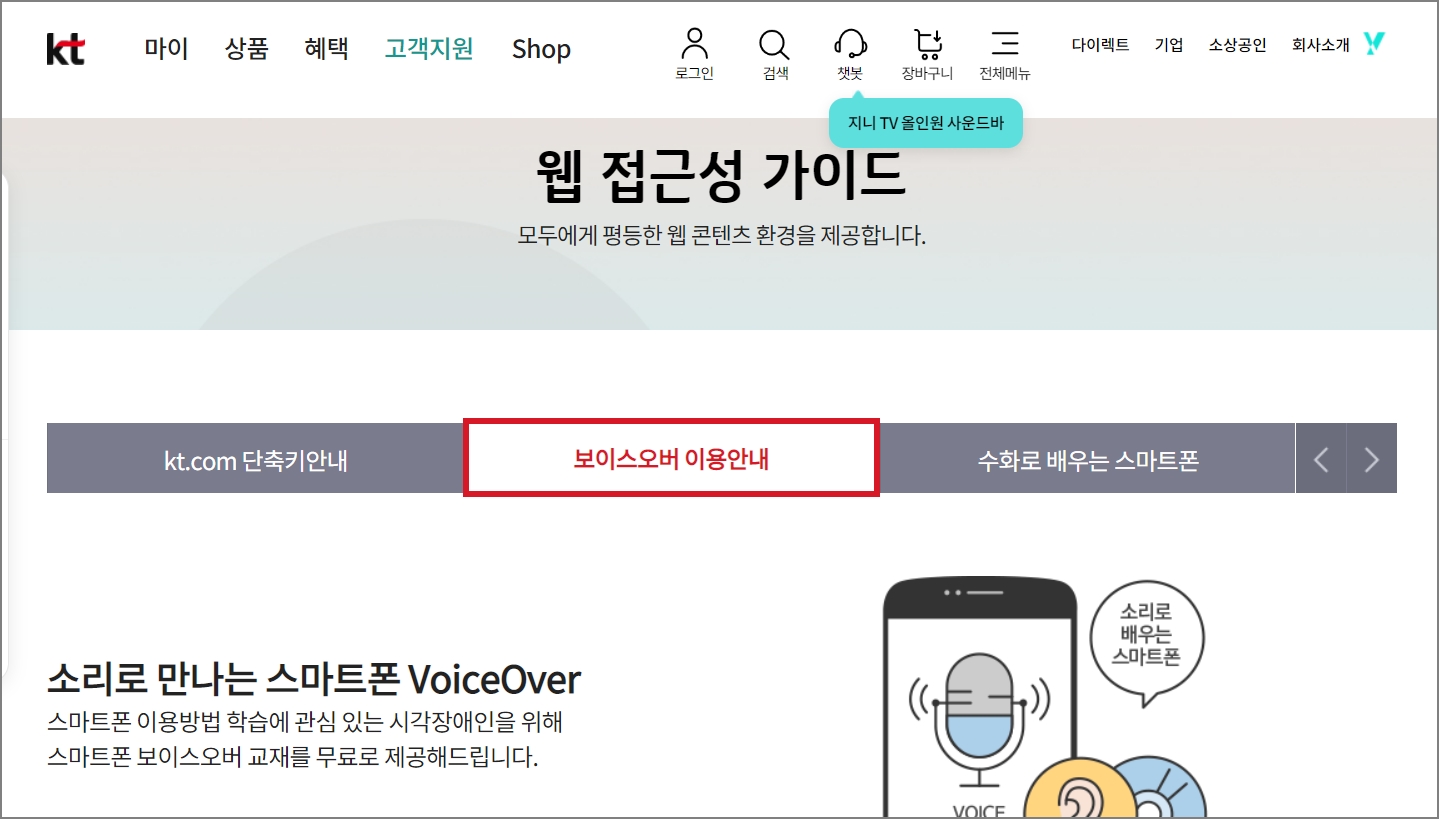 kt
마이 상품 혜택 고객지원 Shop
로그인 검색 챗봇 장바구니 전체메뉴
다이렉트 기업 소상공인 회사소개
지니 TV 올인원 사운드바
웹 접근성 가이드
모두에게 평등한 웹 콘텐츠 환경을 제공합니다.
kt.com 단축키안내
보이스오버 이용안내
수화로 배우는 스마트폰
소리로 만나는 스마트폰 VoiceOver
스마트폰 이용방법 학습에 관심 있는 시각장애인을 위해
스마트폰 보이스오버 교재를 무료로 제공해드립니다.
소리로
배우는
스마트폰
VOICE